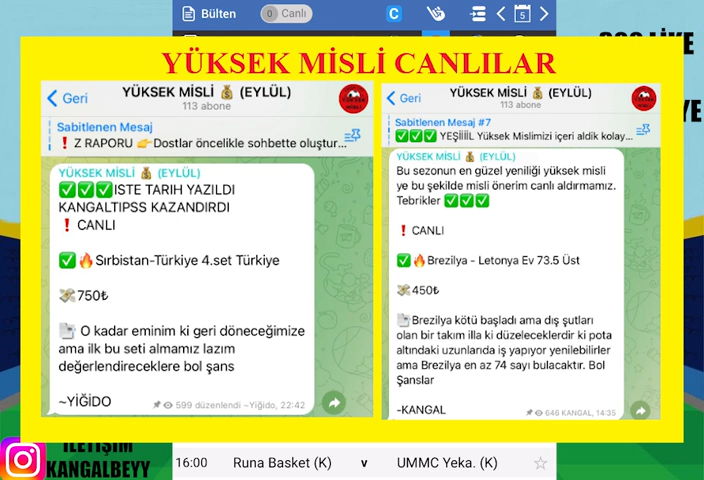 Bülten
0 Canlı
C
5
YÜKSEK MİSLİ CANLILAR
Geri
YÜKSEK MİSLİ 💰 (EYLÜL)
113 abone
Sabitlenen Mesaj
❗ Z RAPORU 👉Dostlar öncelikle sohbette oluştur...
YÜKSEK MİSLİ 💰 (EYLÜL)
✅✅✅ISTE TARIH YAZILDI
KANGALTIPSS KAZANDIRDI
❗ CANLI
✅🔥Sırbistan-Türkiye 4.set Türkiye
💸750₺
O kadar eminim ki geri döneceğimize
ama ilk bu seti almamız lazım
değerlendireceklere bol şans
~YİĞİDO
599 düzenlendi ~Yiğido, 22:42
Geri
YÜKSEK MİSLİ 💰 (EYLÜL)
113 abone
Sabitlenen Mesaj #7
✅✅✅ YEŞİİİİL Yüksek Mislimizi içeri aldik kolay...
YÜKSEK MİSLİ 💰 (EYLÜL)
Bu sezonun en güzel yeniliği yüksek misli
ye bu şekilde misli önerim canlı aldırmamız.
Tebrikler ✅✅✅
❗ CANLI
✅🔥Brezilya - Letonya Ev 73.5 Üst
💸450₺
Brezilya kötü başladı ama dış şutları
olan bir takım illa ki düzeleceklerdir ki pota
altındaki uzunlarıda iş yapıyor yenilebilirler
ama Brezilya en az 74 sayı bulacaktır. Bol
Şanslar
~KANGAL
646 KANGAL, 14:35
İLETİŞİM
KANGALBEYY
16:00 Runa Basket (K) v UMMC Yeka. (K)